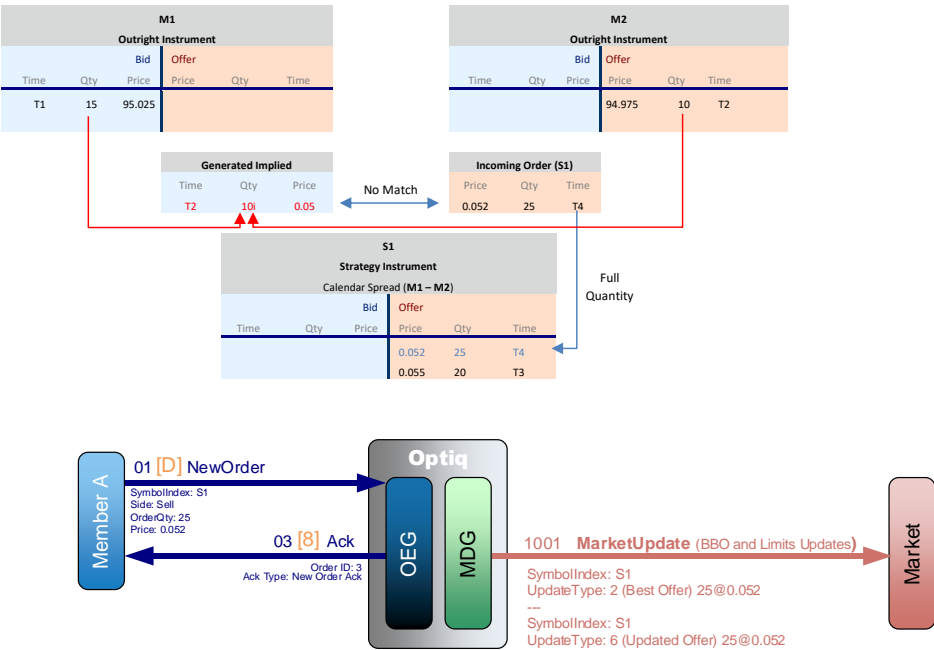 M1
Outright Instrument
Bid Offer
Time Qty Price Price Qty Time
T1 15 95.025
M2
Outright Instrument
Bid Offer
Time Qty Price Price Qty Time
94.975 10 T2
Generated Implied
Time Qty Price
T2 10i 0.05
No Match
Incoming Order (S1)
Price Qty Time
0.052 25 T4
Full
Quantity
S1
Strategy Instrument
Calendar Spread (M1 – M2)
Bid Offer
Time Qty Price Price Qty Time
0.052 25 T4
0.055 20 T3
Member A
01 [D] NewOrder
SymbolIndex: S1
Side: Sell
OrderQty: 25
Price: 0.052
03 [8] Ack
Order ID: 3
Ack Type: New Order Ack
Optiq
OEG
MDG
1001 MarketUpdate (BBO and Limits Updates)
SymbolIndex: S1
UpdateType: 2 (Best Offer) 25@0.052
---
SymbolIndex: S1
UpdateType: 6 (Updated Offer) 25@0.052
Market